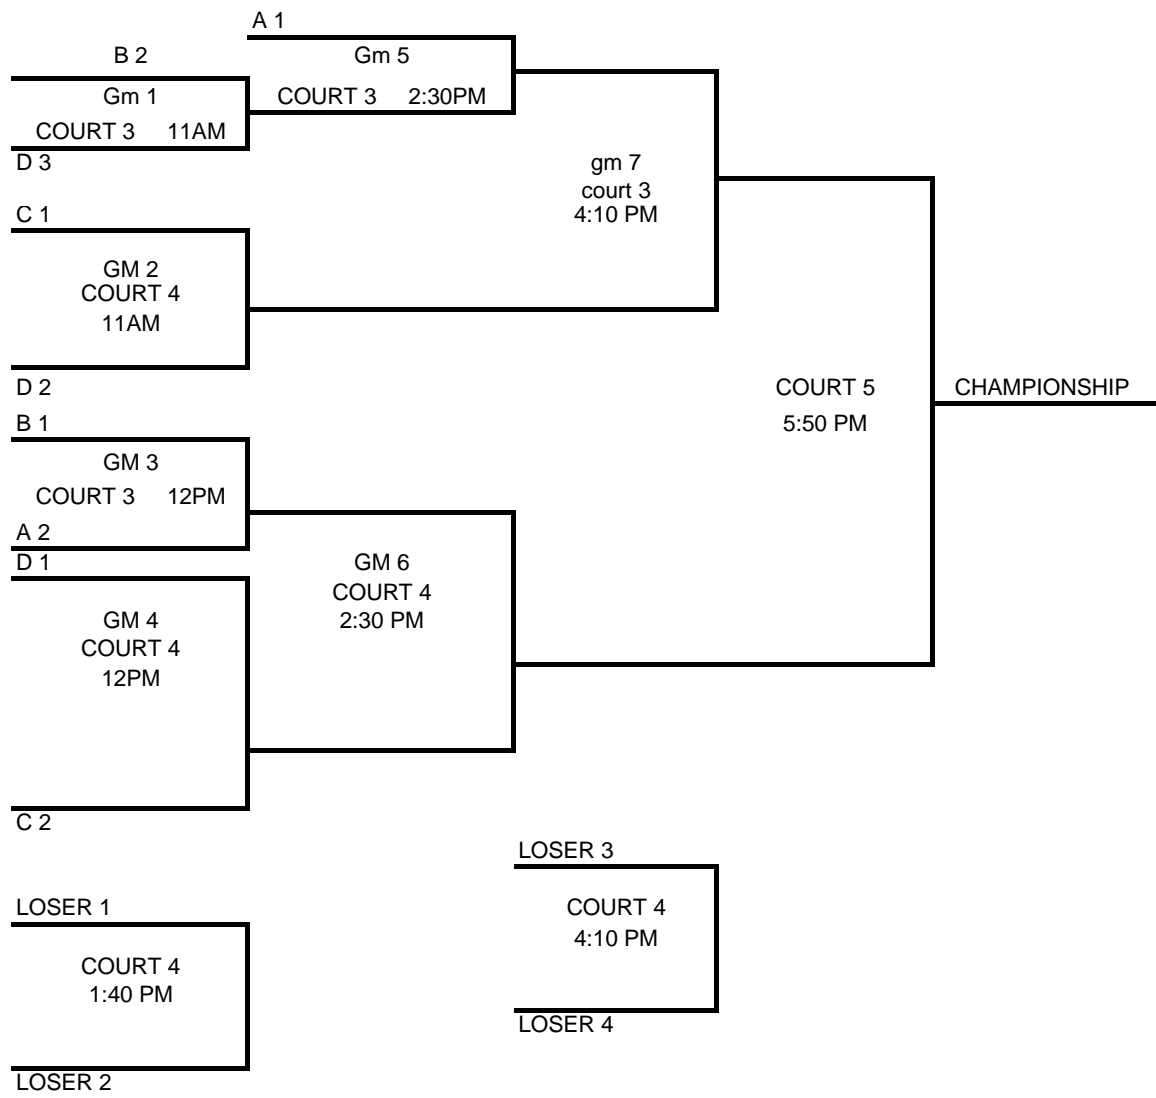 A 1
B 2
Gm 5
Gm 1
COURT 3 2:30PM
COURT 3 11AM
D 3
gm 7
court 3
4:10 PM
C 1
GM 2
COURT 4
11AM
D 2
COURT 5
CHAMPIONSHIP
5:50 PM
B 1
GM 3
COURT 3 12PM
A 2
D 1
GM 6
COURT 4
2:30 PM
GM 4
COURT 4
12PM
C 2
LOSER 3
COURT 4
4:10 PM
LOSER 4
LOSER 1
COURT 4
1:40 PM
LOSER 2